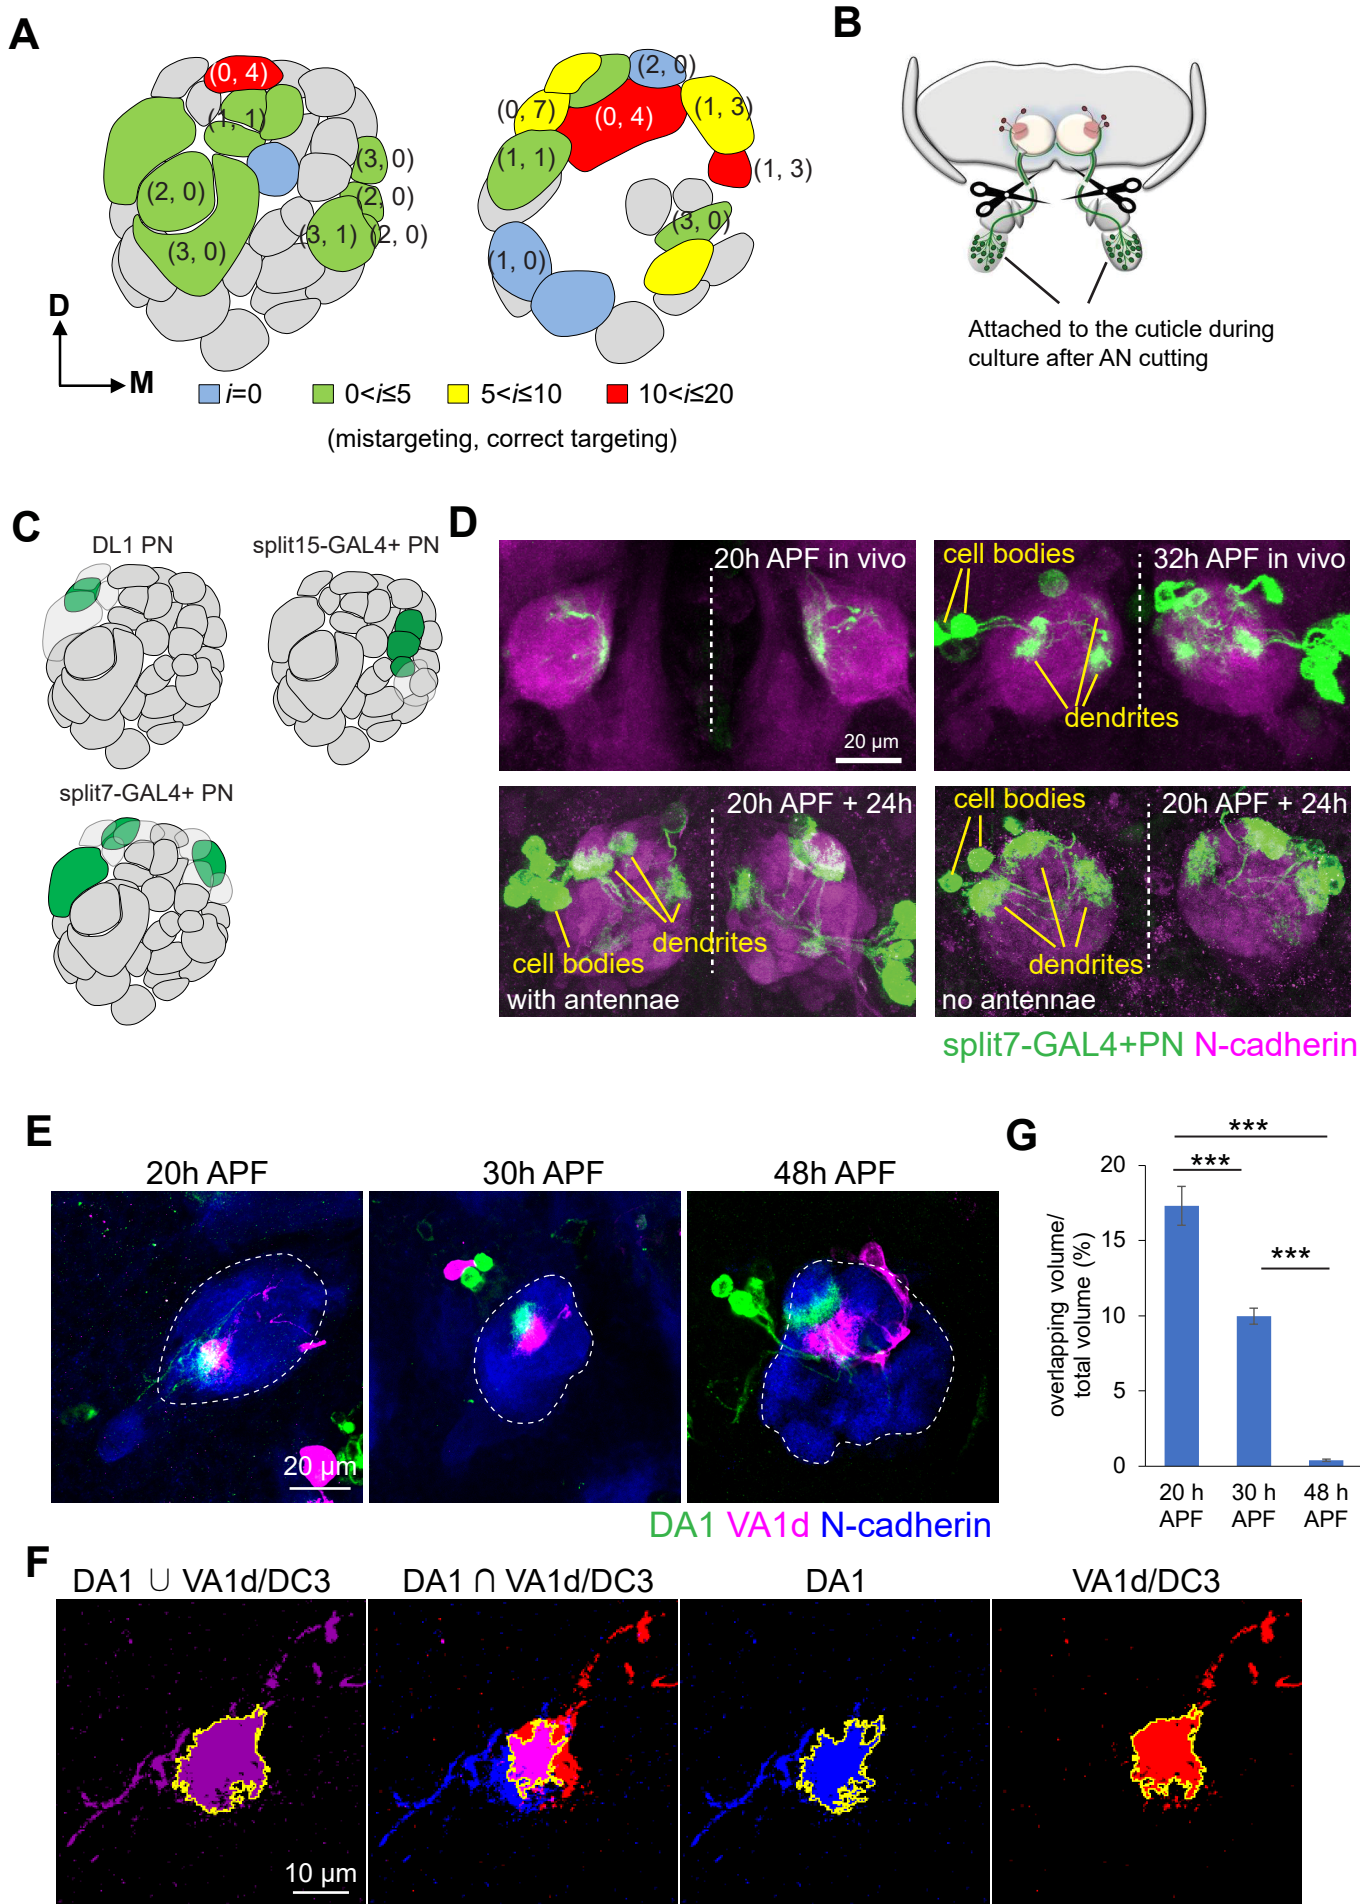 A
(0, 4)
(1, 1)
(2, 0)
(3, 0)
(3, 0)
(2, 0)
(3, 1)
(2, 0)
(2, 0)
(0, 7)
(0, 4)
(1, 3)
(1, 1)
(1, 3)
(3, 0)
(1, 0)
D
M
i=0
0<i≤5
5<i≤10
10<i≤20
(mistargeting, correct targeting)
B
Attached to the cuticle during
culture after AN cutting
C
DL1 PN
split15-GAL4+ PN
split7-GAL4+ PN
D
20h APF in vivo
20 µm
cell bodies
32h APF in vivo
dendrites
20h APF + 24h
dendrites
cell bodies
with antennae
cell bodies
20h APF + 24h
dendrites
no antennae
split7-GAL4+PN N-cadherin
E
20h APF
30h APF
48h APF
20 µm
DA1 VA1d N-cadherin
G
***
***
***
20
15
10
5
0
overlapping volume/
total volume (%)
20 h
APF
30 h
APF
48 h
APF
F
DA1 ∪ VA1d/DC3
DA1 ∩ VA1d/DC3
DA1
VA1d/DC3
10 µm